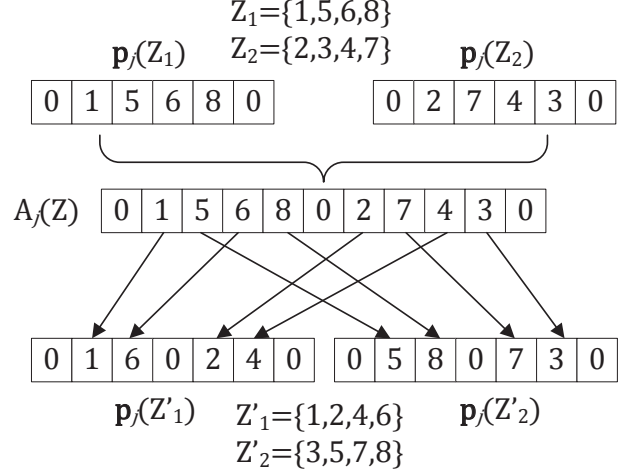 Z₁={1,5,6,8}
Z₂={2,3,4,7}
𝐩ⱼ(Z₁) 𝐩ⱼ(Z₂)
0 1 5 6 8 0 0 2 7 4 3 0
Aⱼ(Z) 0 1 5 6 8 0 2 7 4 3 0
0 1 6 0 2 4 0 0 5 8 0 7 3 0
𝐩ⱼ(Z'₁) Z'₁={1,2,4,6} 𝐩ⱼ(Z'₂)
Z'₂={3,5,7,8}